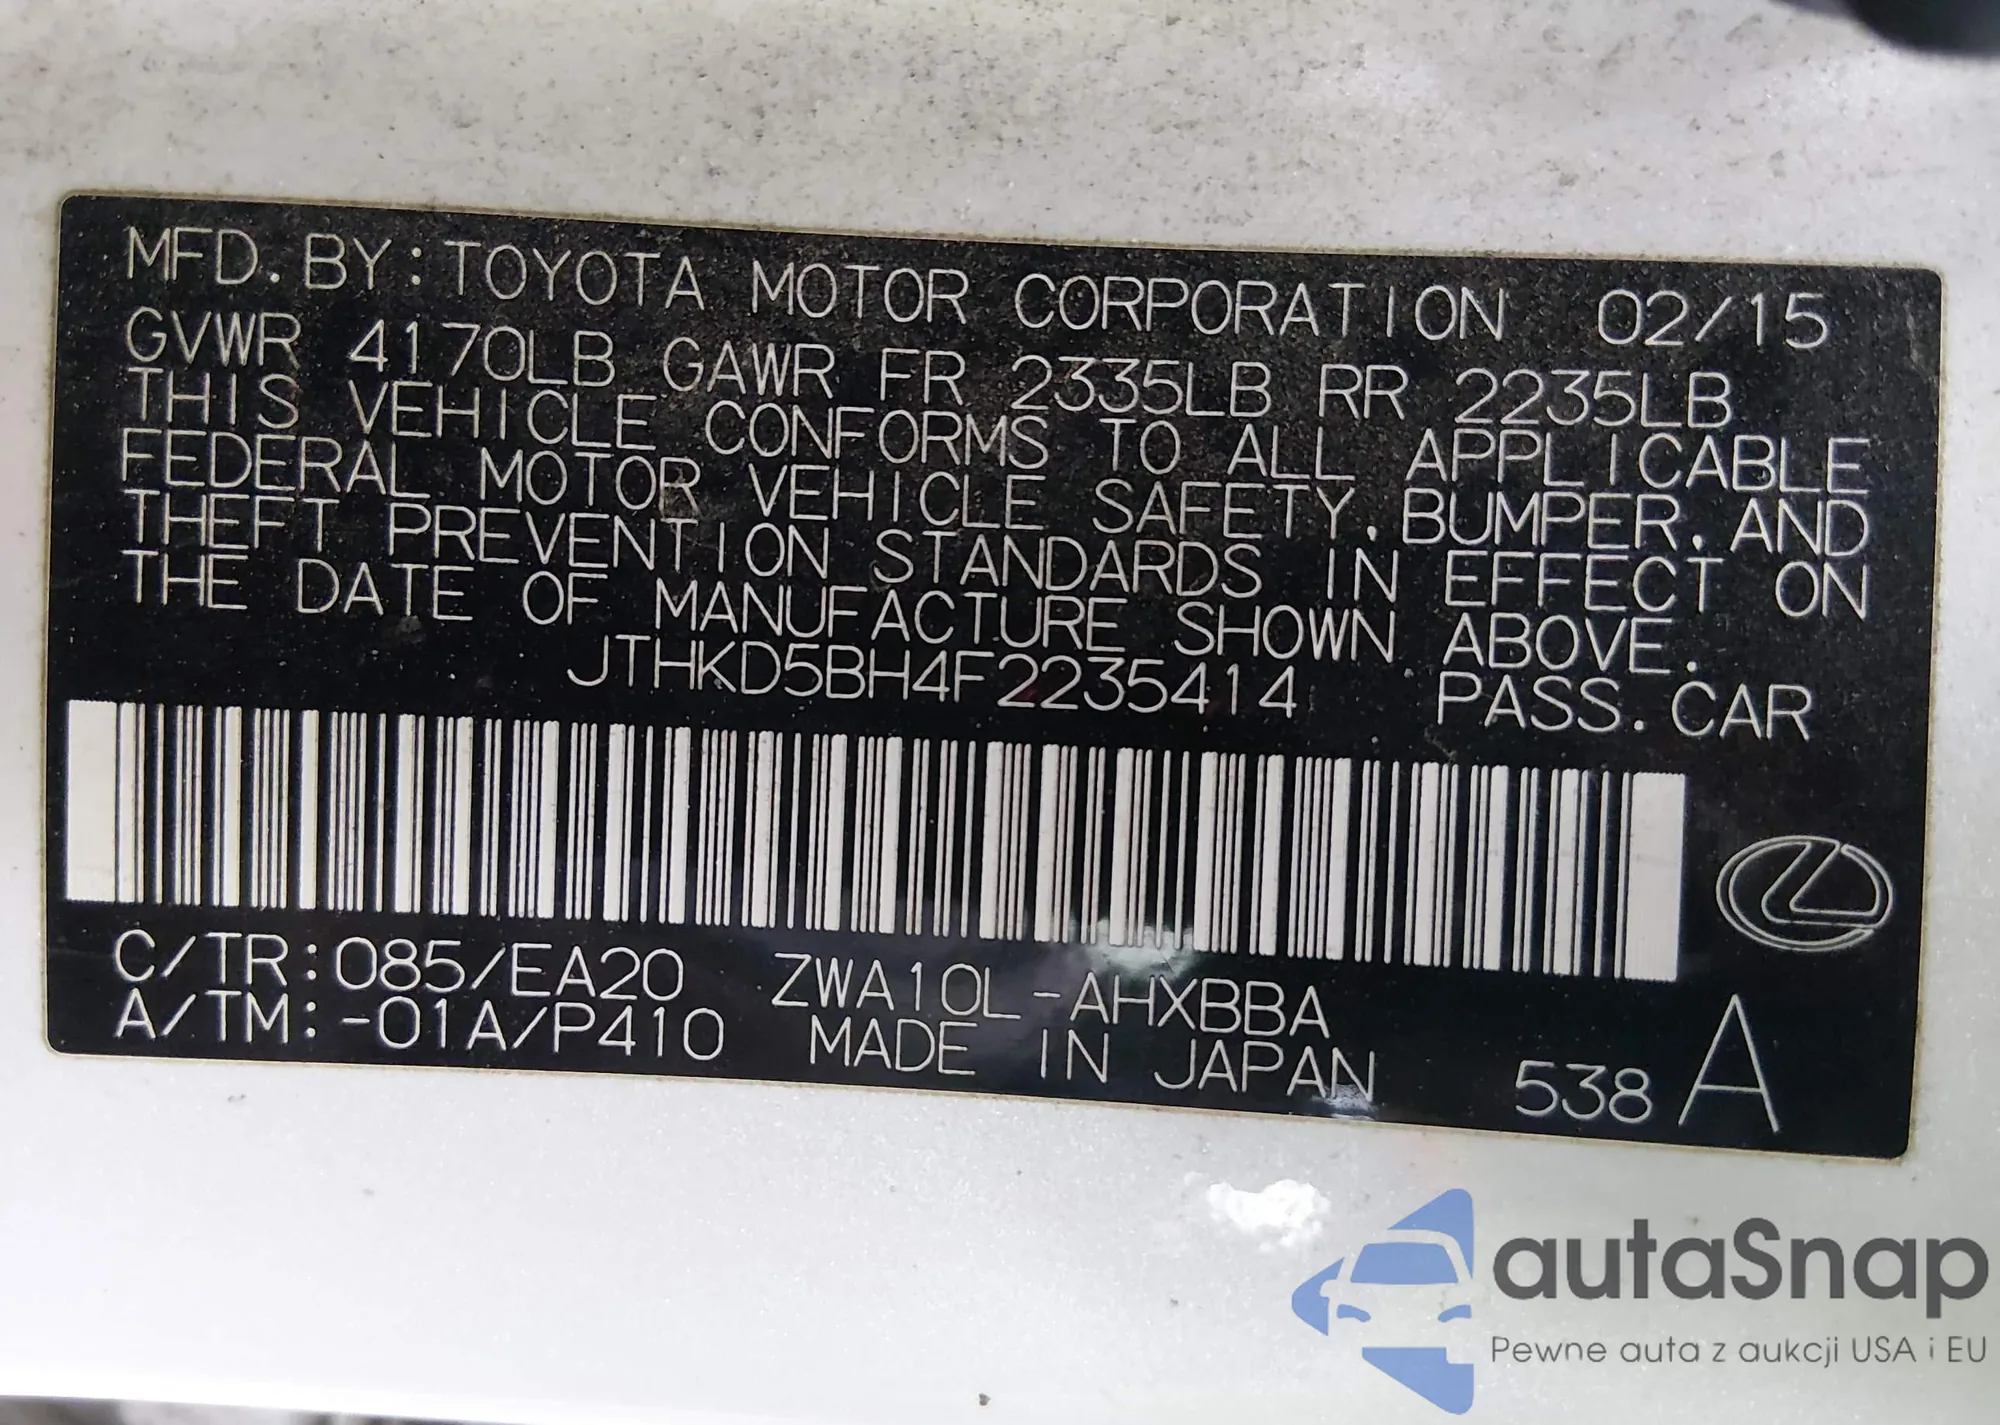 MFD. BY: TOYOTA MOTOR CORPORATION 02/15
GVWR 4170LB GAWR FR 2335LB RR 2235LB
THIS VEHICLE CONFORMS TO ALL APPLICABLE
FEDERAL MOTOR VEHICLE SAFETY, BUMPER, AND
THEFT PREVENTION STANDARDS IN EFFECT ON
THE DATE OF MANUFACTURE SHOWN ABOVE.
JTHKD5BH4F2235414 PASS. CAR
C/TR: 085/EA20 ZWA10L-AHXBBA
A/TM: -01A/P410 MADE IN JAPAN 538 A
autaSnap
Pewne auta z aukcji USA i EU